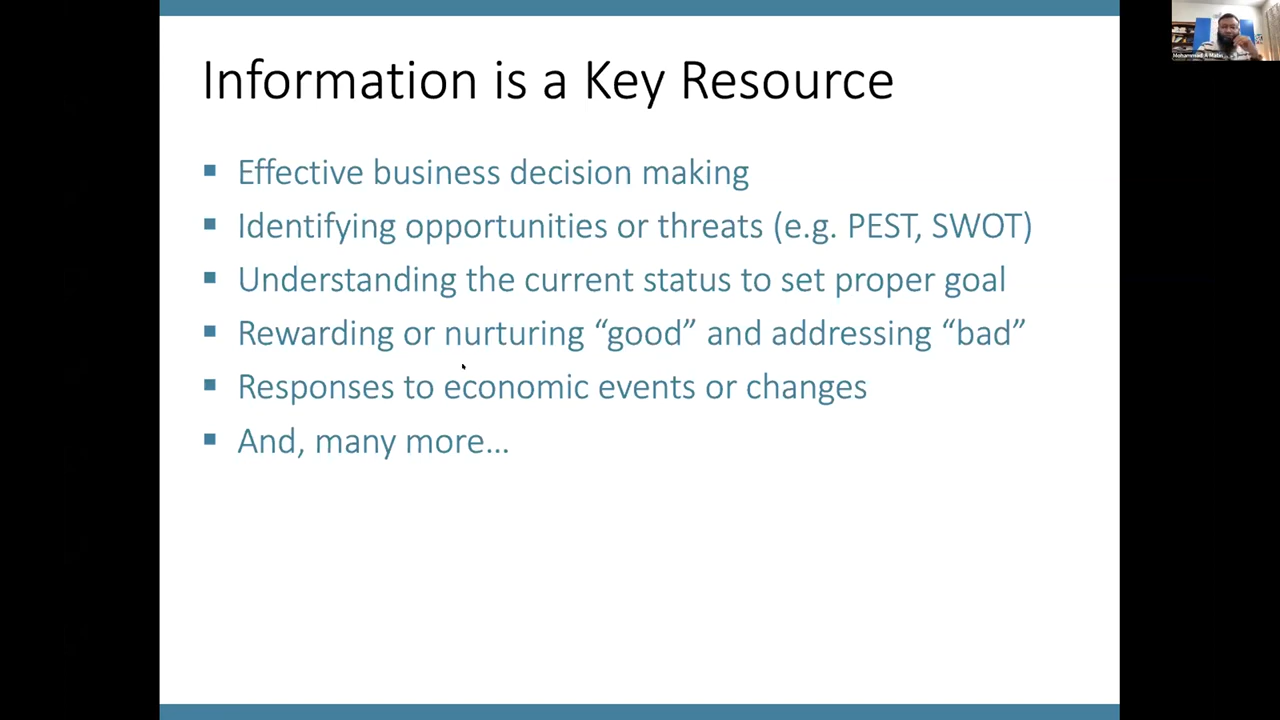 Information is a Key Resource
Effective business decision making
Identifying opportunities or threats (e.g. PEST, SWOT)
Understanding the current status to set proper goal
Rewarding or nurturing “good” and addressing “bad”
Responses to economic events or changes
And, many more...
Mohammad A Matin